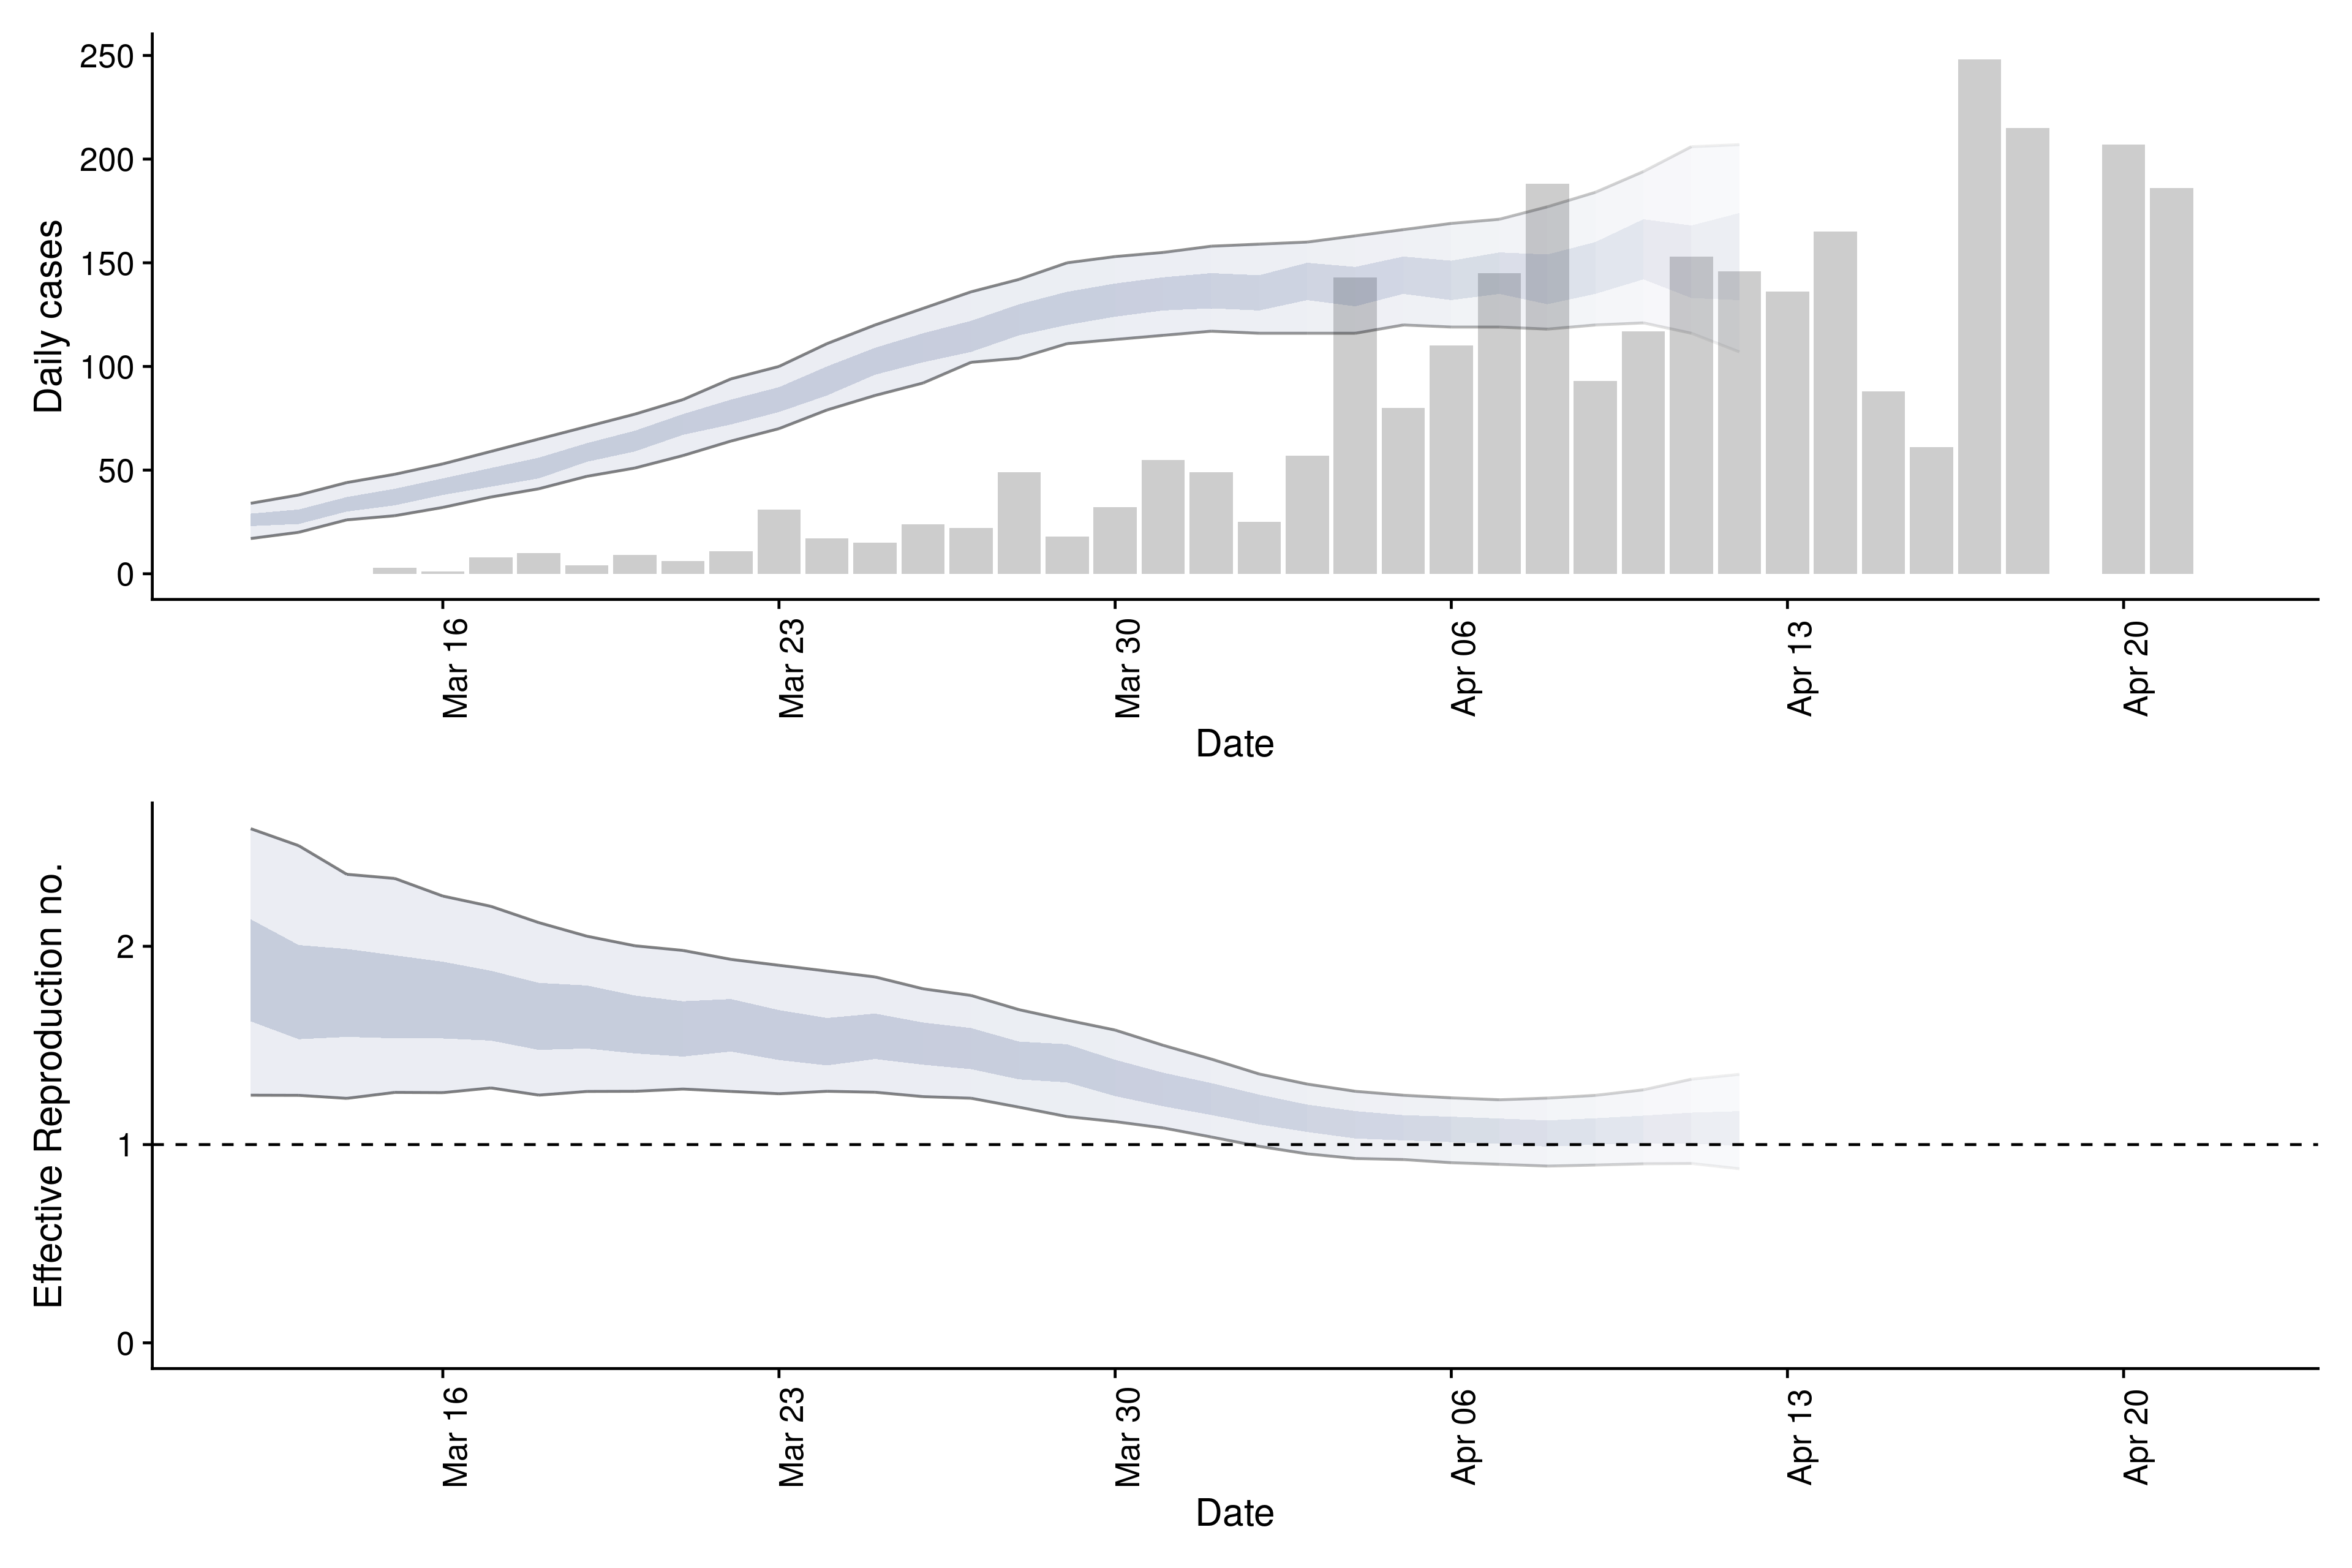 Daily cases
250
200
150
100
50
0
Mar 16
Mar 23
Mar 30
Apr 06
Apr 13
Apr 20
Date
Effective Reproduction no.
2
1
0
Mar 16
Mar 23
Mar 30
Apr 06
Apr 13
Apr 20
Date